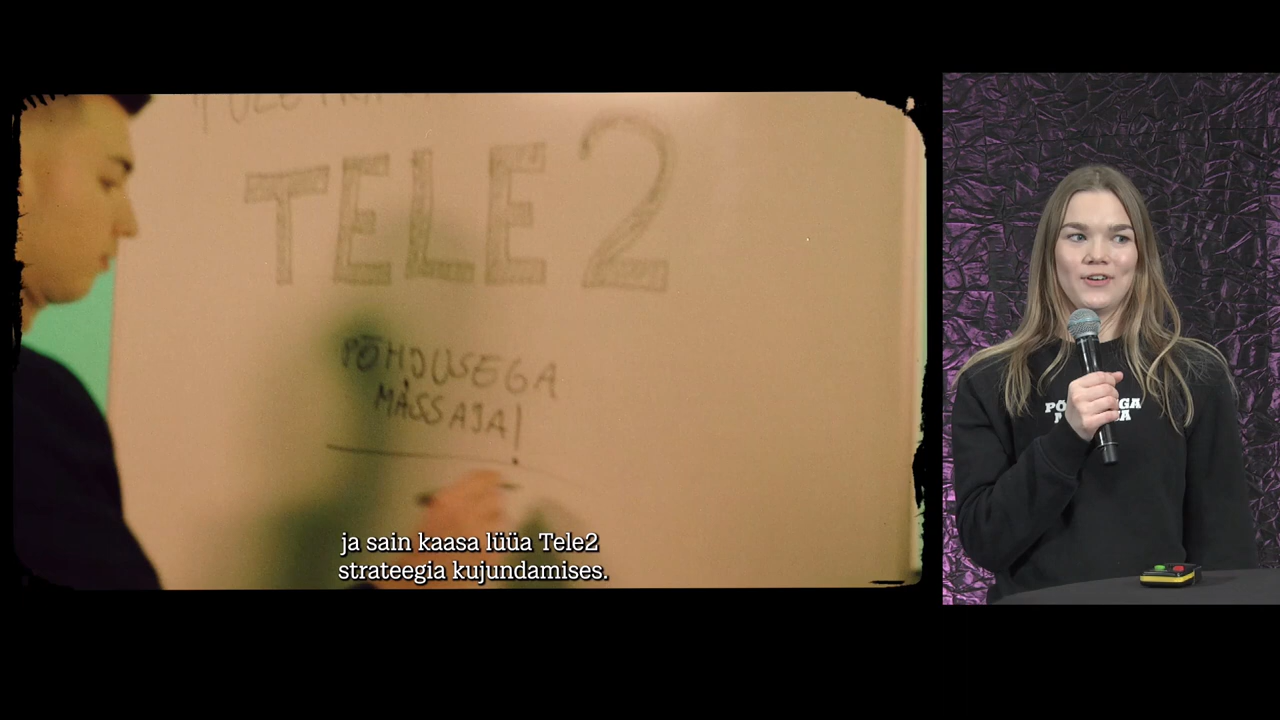 TELE2
PÕHJUSEGA
MÄSSAJA!
ja sain kaasa lüüa Tele2
strateegia kujundamises.